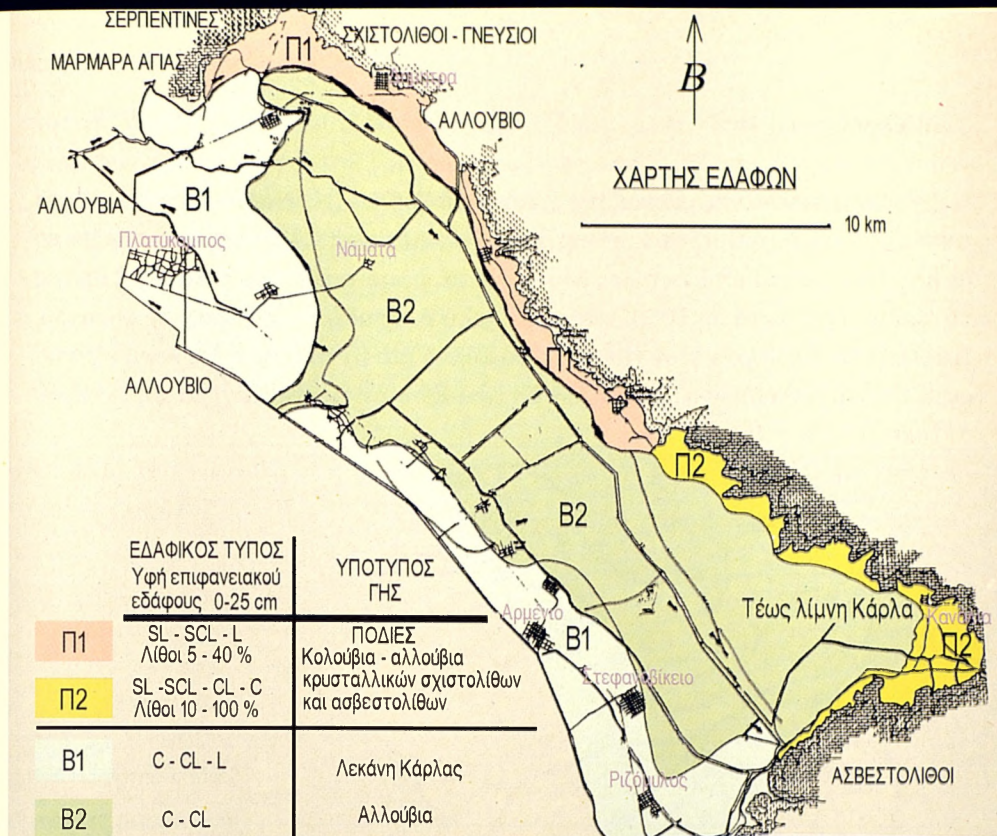 ΣΕΡΠΕΝΤΙΝΕΣ
ΣΧΙΣΤΟΛΙΘΟΙ - ΓΝΕΥΣΙΟΙ
Π1
ΜΑΡΜΑΡΑ ΑΓΙΑΣ
Β
ΑΛΛΟΥΒΙΟ
ΧΑΡΤΗΣ ΕΔΑΦΩΝ
10 km
ΑΛΛΟΥΒΙΑ
Β1
Πλατύκαμπος
Νάματα
Β2
Π1
ΑΛΛΟΥΒΙΟ
Π2
Β2
Τέως λίμνη Κάρλα
Π2
Αρμένιο
Β1
Στεφανοβίκειο
Ριζόμυλος
ΑΣΒΕΣΤΟΛΙΘΟΙ
ΕΔΑΦΙΚΟΣ ΤΥΠΟΣ
Υφή επιφανειακού
εδάφους 0-25 cm
ΥΠΟΤΥΠΟΣ
ΓΗΣ
Π1
SL - SCL - L
Λίθοι 5 - 40 %
Π2
SL -SCL - CL - C
Λίθοι 10 - 100 %
ΠΟΔΙΕΣ
Κολούβια - αλλούβια
κρυσταλλικών σχιστολίθων
και ασβεστολίθων
Β1
C - CL - L
Λεκάνη Κάρλας
Β2
C - CL
Αλλούβια